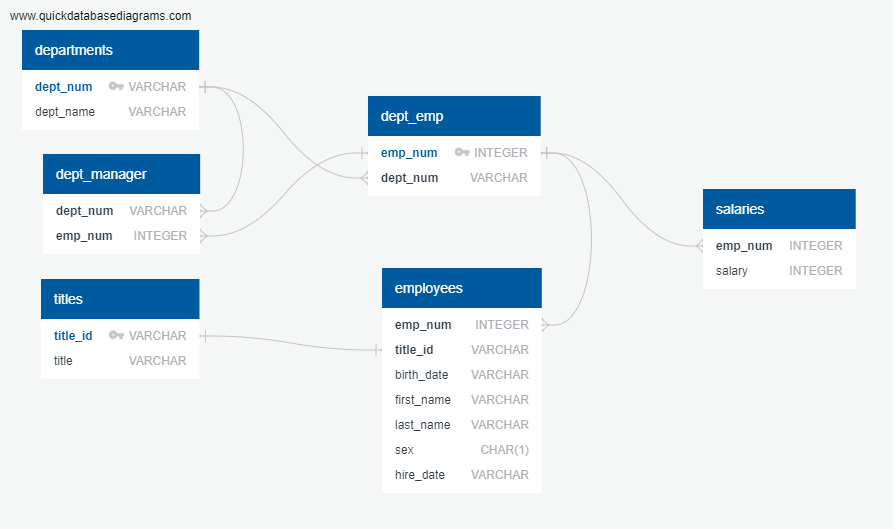 www.quickdatabasediagrams.com
departments
dept_num VARCHAR
dept_name VARCHAR
dept_manager
dept_num VARCHAR
emp_num INTEGER
titles
title_id VARCHAR
title VARCHAR
dept_emp
emp_num INTEGER
dept_num VARCHAR
employees
emp_num INTEGER
title_id VARCHAR
birth_date VARCHAR
first_name VARCHAR
last_name VARCHAR
sex CHAR(1)
hire_date VARCHAR
salaries
emp_num INTEGER
salary INTEGER